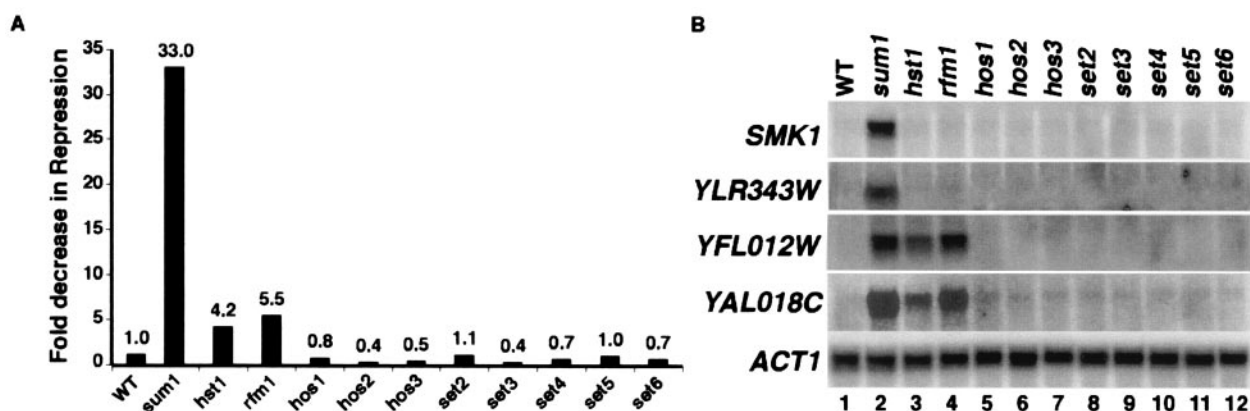 A
Fold decrease in Repression
35
30
25
20
15
10
5
0
1.0
33.0
4.2
5.5
0.8
0.4
0.5
1.1
0.4
0.7
1.0
0.7
WT
sum1
hst1
rfm1
hos1
hos2
hos3
set2
set3
set4
set5
set6
B
WT
sum1
hst1
rfm1
hos1
hos2
hos3
set2
set3
set4
set5
set6
SMK1
YLR343W
YFL012W
YAL018C
ACT1
1 2 3 4 5 6 7 8 9 10 11 12